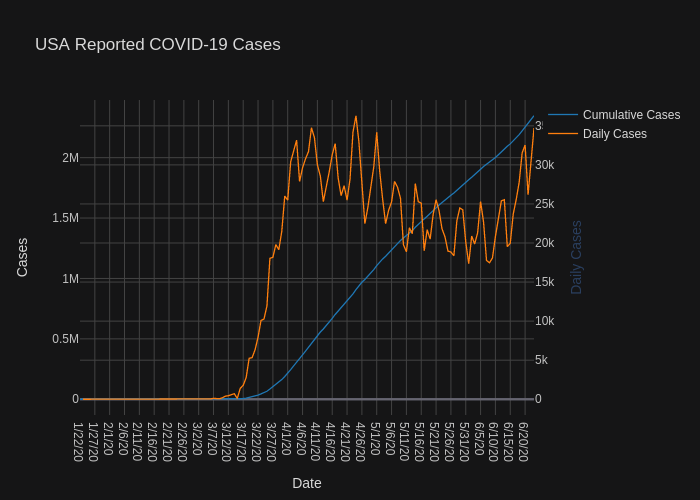 USA Reported COVID-19 Cases
Cumulative Cases
Daily Cases
2M
1.5M
1M
0.5M
0
Cases
30k
25k
20k
15k
10k
5k
0
Daily Cases
1/22/20
1/27/20
2/1/20
2/6/20
2/11/20
2/16/20
2/21/20
2/26/20
3/2/20
3/7/20
3/12/20
3/17/20
3/22/20
3/27/20
4/1/20
4/6/20
4/11/20
4/16/20
4/21/20
4/26/20
5/1/20
5/6/20
5/11/20
5/16/20
5/21/20
5/26/20
5/31/20
6/5/20
6/10/20
6/15/20
6/20/20
Date